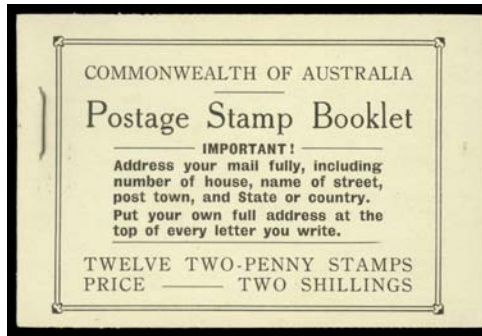 COMMONWEALTH OF AUSTRALIA
Postage Stamp Booklet
IMPORTANT!
Address your mail fully, including
number of house, name of street,
post town, and State or country.
Put your own full address at the
top of every letter you write.
TWELVE TWO-PENNY STAMPS
PRICE —— TWO SHILLINGS